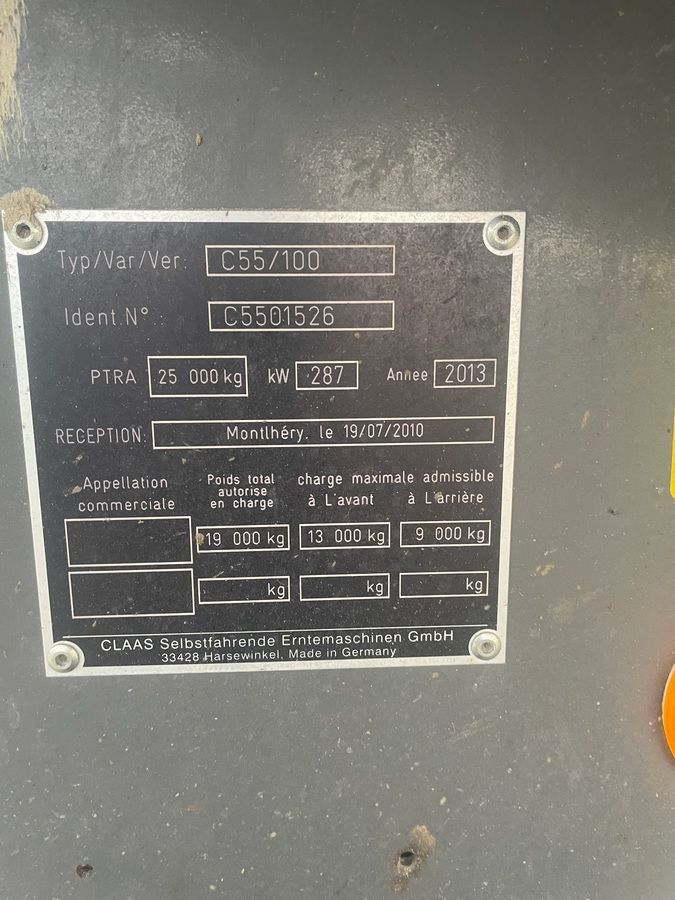 Typ/Var/Ver: C55/100
Ident.N° : C5501526
PTRA 25 000 kg kW 287 Annee 2013
RECEPTION: Montlhéry, le 19/07/2010
Appellation commerciale
Poids total autorise en charge
charge maximale admissible
à L'avant à L'arrière
19 000 kg 13 000 kg 9 000 kg
kg kg kg
CLAAS Selbstfahrende Erntemaschinen GmbH
33428 Harsewinkel, Made in Germany